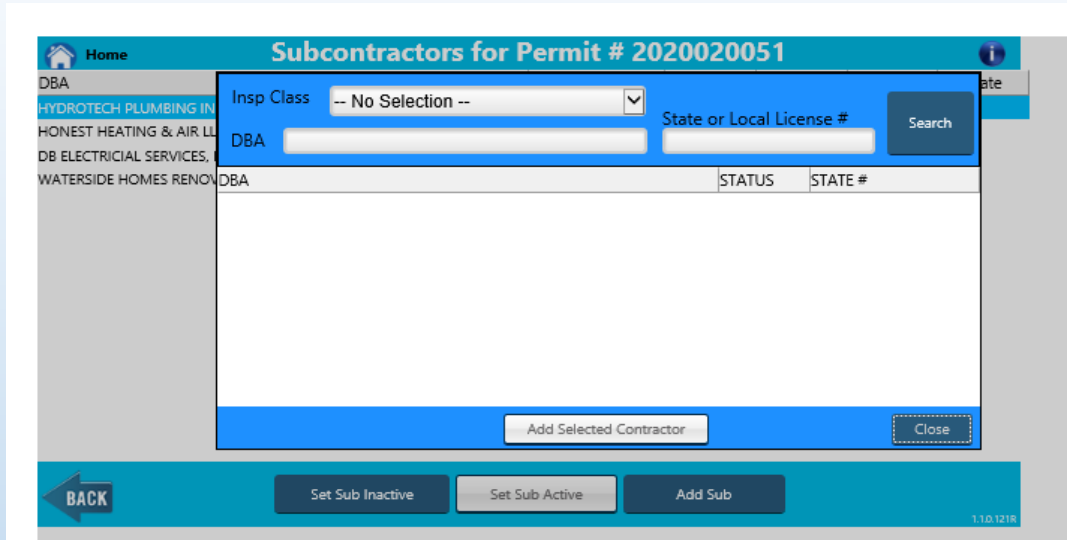 Home
Subcontractors for Permit # 2020020051
DBA
HYDROTECH PLUMBING IN
HONEST HEATING & AIR LL
DB ELECTRICIAL SERVICES,
WATERSIDE HOMES RENOV
ate
Insp Class
-- No Selection --
State or Local License #
Search
DBA
DBA STATUS STATE #
Add Selected Contractor
Close
BACK
Set Sub Inactive
Set Sub Active
Add Sub
1.1.0.121R